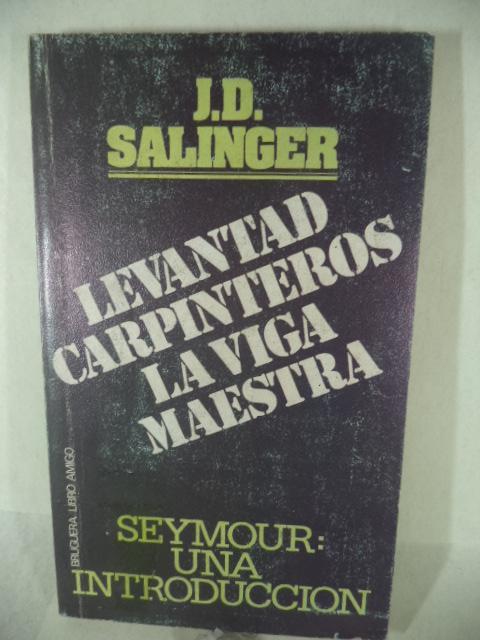 J.D.
SALINGER
LEVANTAD
CARPINTEROS
LA VIGA
MAESTRA
BRUGUERA LIBRO AMIGO
SEYMOUR:
UNA
INTRODUCCION